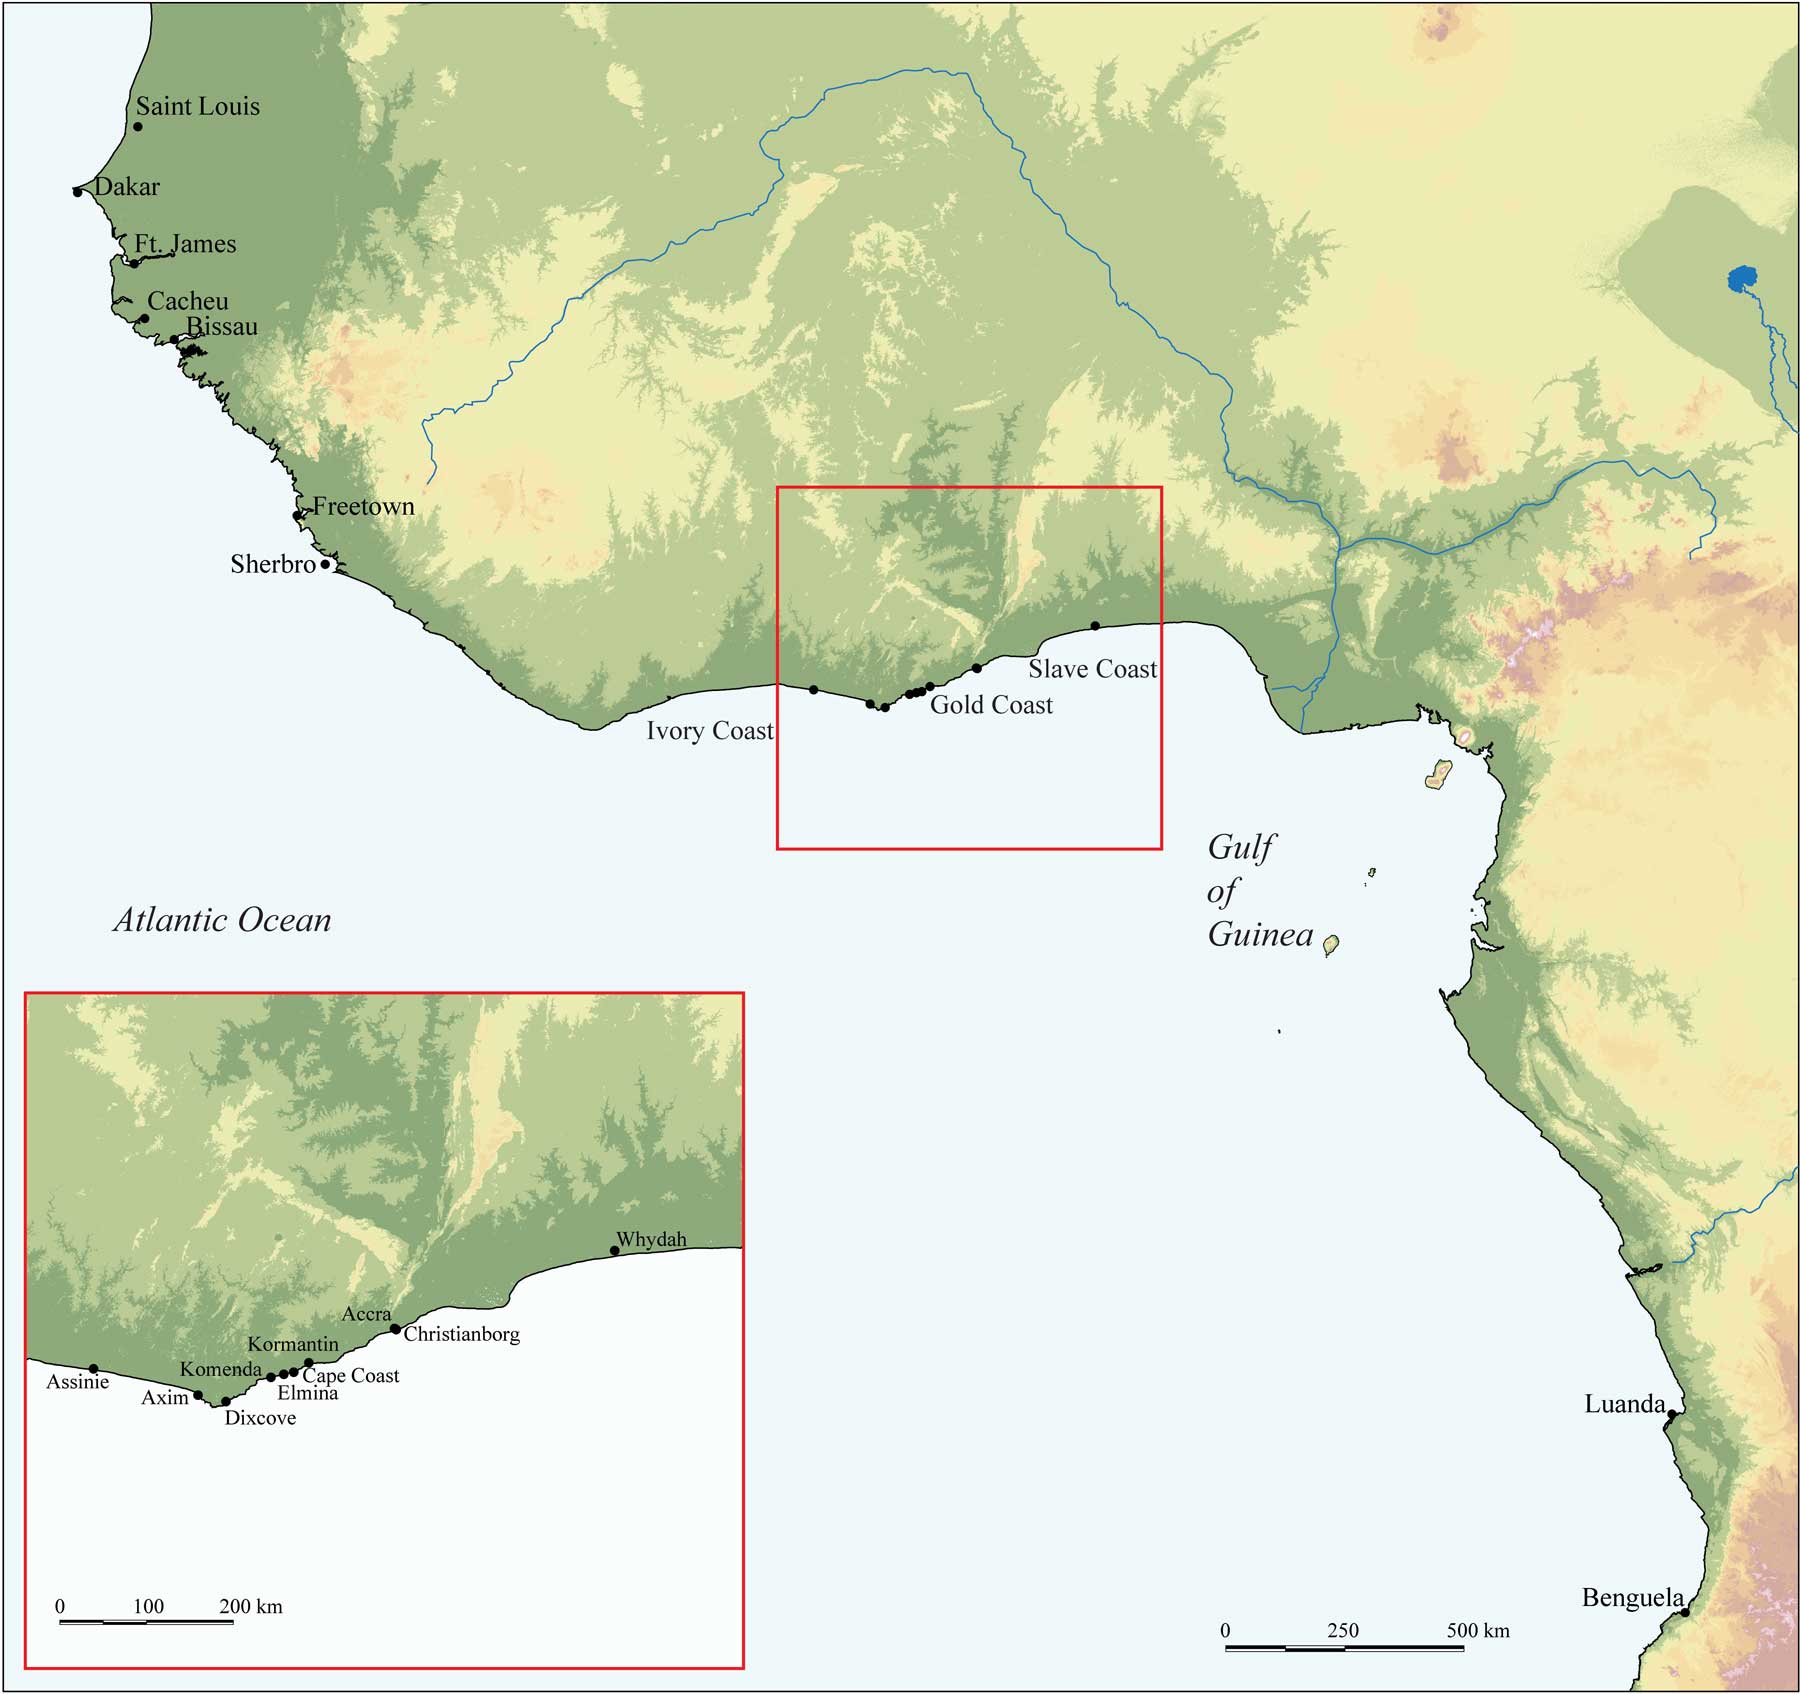 Saint Louis
Dakar
Ft. James
Cacheu
Bissau
Freetown
Sherbro
Slave Coast
Gold Coast
Ivory Coast
Gulf
of
Guinea
Atlantic Ocean
Whydah
Accra
Christianborg
Kormantin
Komenda
Cape Coast
Assinie
Elmina
Axim
Dixcove
Luanda
Benguela
0 100 200 km
0 250 500 km